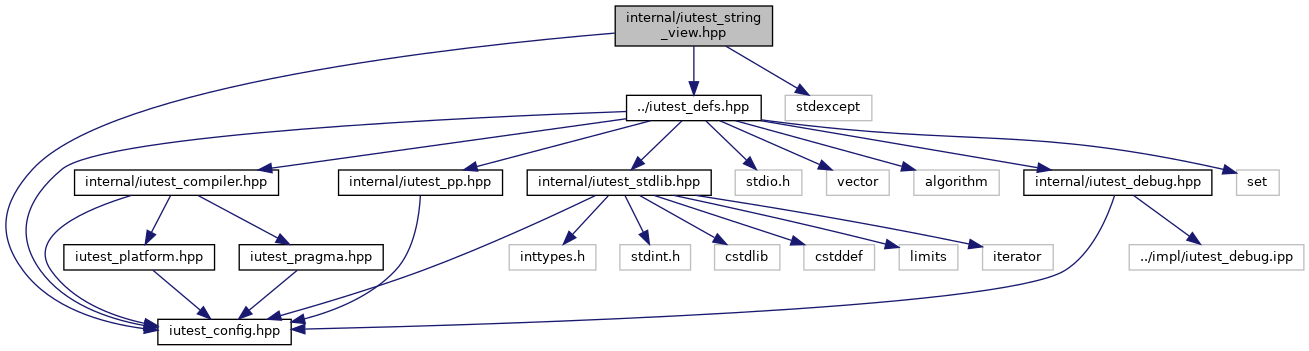 internal/iutest_string
_view.hpp
../iutest_defs.hpp
stdexcept
internal/iutest_compiler.hpp
internal/iutest_pp.hpp
internal/iutest_stdlib.hpp
stdio.h
vector
algorithm
internal/iutest_debug.hpp
set
iutest_platform.hpp
iutest_pragma.hpp
inttypes.h
stdint.h
cstdlib
cstddef
limits
iterator
../impl/iutest_debug.ipp
iutest_config.hpp